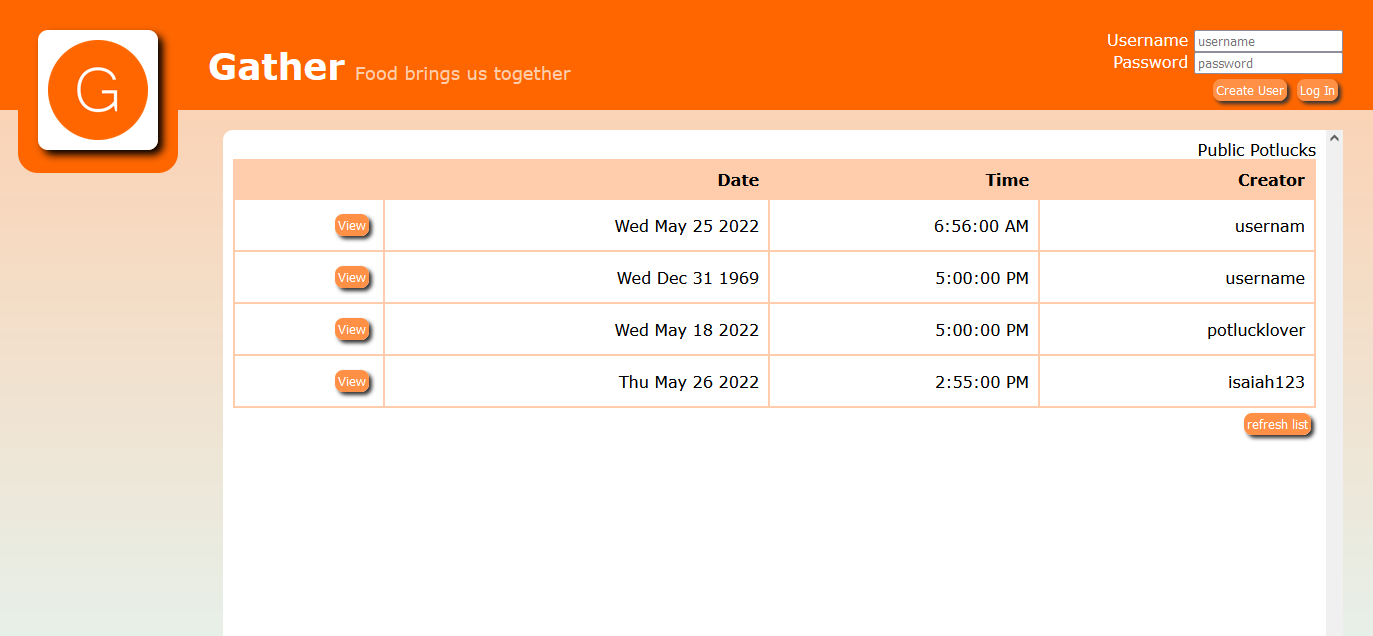 G
Gather Food brings us together
Username username
Password password
Create User Log In
Public Potlucks
Date Time Creator
View Wed May 25 2022 6:56:00 AM usernam
View Wed Dec 31 1969 5:00:00 PM username
View Wed May 18 2022 5:00:00 PM potlucklover
View Thu May 26 2022 2:55:00 PM isaiah123
refresh list